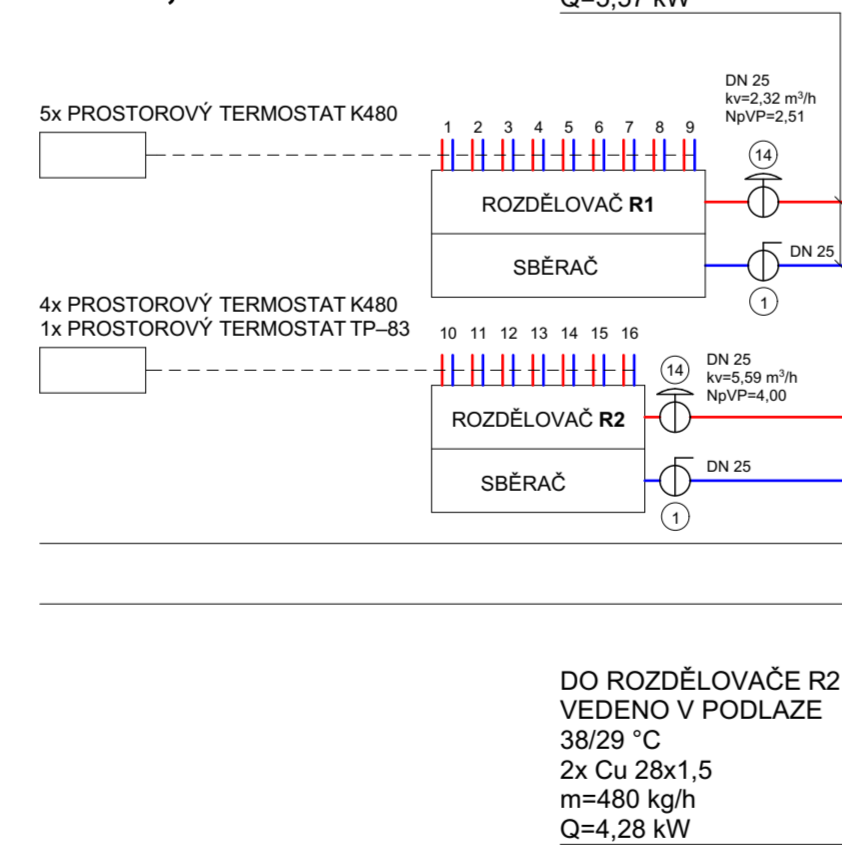 Q=5,57 kW
DN 25
kv=2,32 m³/h
NpVP=2,51
5x PROSTOROVÝ TERMOSTAT K480
1 2 3 4 5 6 7 8 9
14
ROZDĚLOVAČ R1
SBĚRAČ
DN 25
1
4x PROSTOROVÝ TERMOSTAT K480
1x PROSTOROVÝ TERMOSTAT TP–83
10 11 12 13 14 15 16
14
DN 25
kv=5,59 m³/h
NpVP=4,00
ROZDĚLOVAČ R2
SBĚRAČ
DN 25
1
DO ROZDĚLOVAČE R2
VEDENO V PODLAZE
38/29 °C
2x Cu 28x1,5
m=480 kg/h
Q=4,28 kW